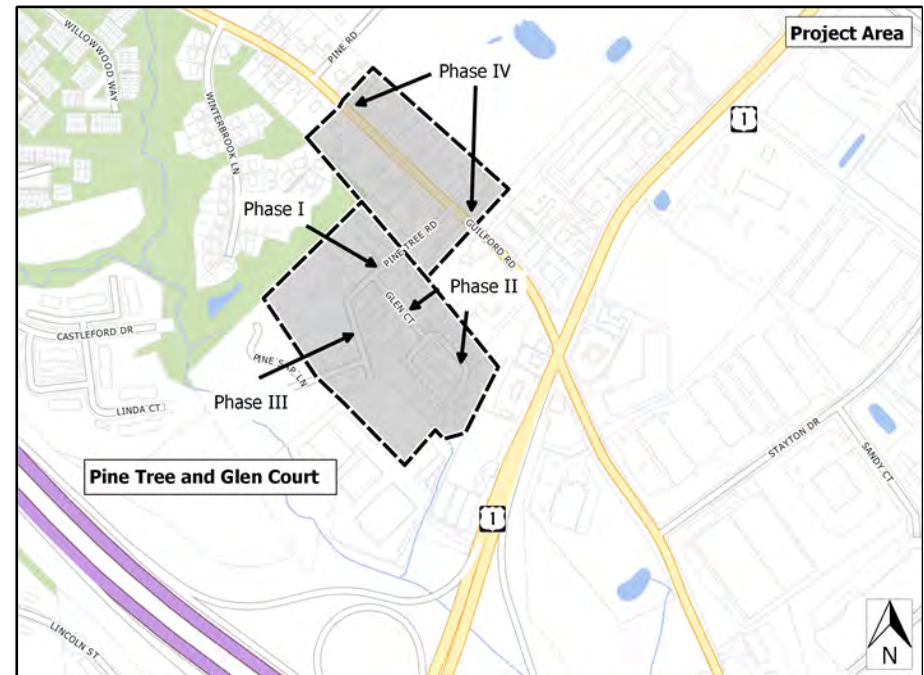 Project Area
WILLOWWOOD WAY
PINE RD
WINTERBROOK LN
Phase IV
1
Phase I
PINE TREE RD
GUILFORD RD
Phase II
GLEN CT
CASTLEFORD DR
PINE SAP LN
LINDA CT
Phase III
STAYTON DR
SANDY CT
Pine Tree and Glen Court
1
LINCOLN ST
N